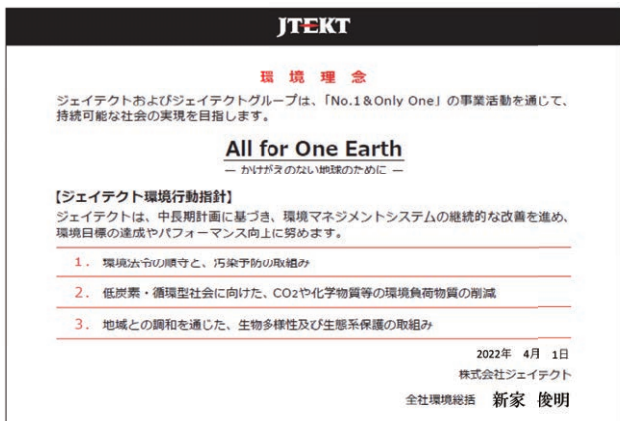 JTEKT
環 境 理 念
ジェイテクトおよびジェイテクトグループは、「No.1&Only One」の事業活動を通じて、
持続可能な社会の実現を目指します。
All for One Earth
― かけがえのない地球のために ―
【ジェイテクト環境行動指針】
ジェイテクトは、中長期計画に基づき、環境マネジメントシステムの継続的な改善を進め、
環境目標の達成やパフォーマンス向上に努めます。
1. 環境法令の順守と、汚染予防の取組み
2. 低炭素・循環型社会に向けた、CO2や化学物質等の環境負荷物質の削減
3. 地域との調和を通じた、生物多様性及び生態系保護の取組み
2022年 4月 1日
株式会社ジェイテクト
全社環境総括 新家 俊明